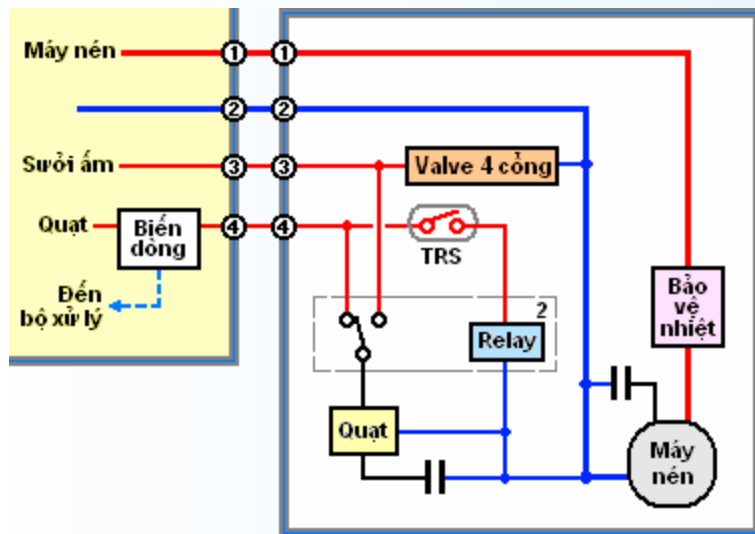 Máy nén
1
1
2
2
Sưởi ấm
3
3
Valve 4 cổng
Quạt
Biến
dòng
4
4
TRS
Đến
bộ xử lý
2
Relay
Bảo
vệ
nhiệt
Quạt
Máy
nén